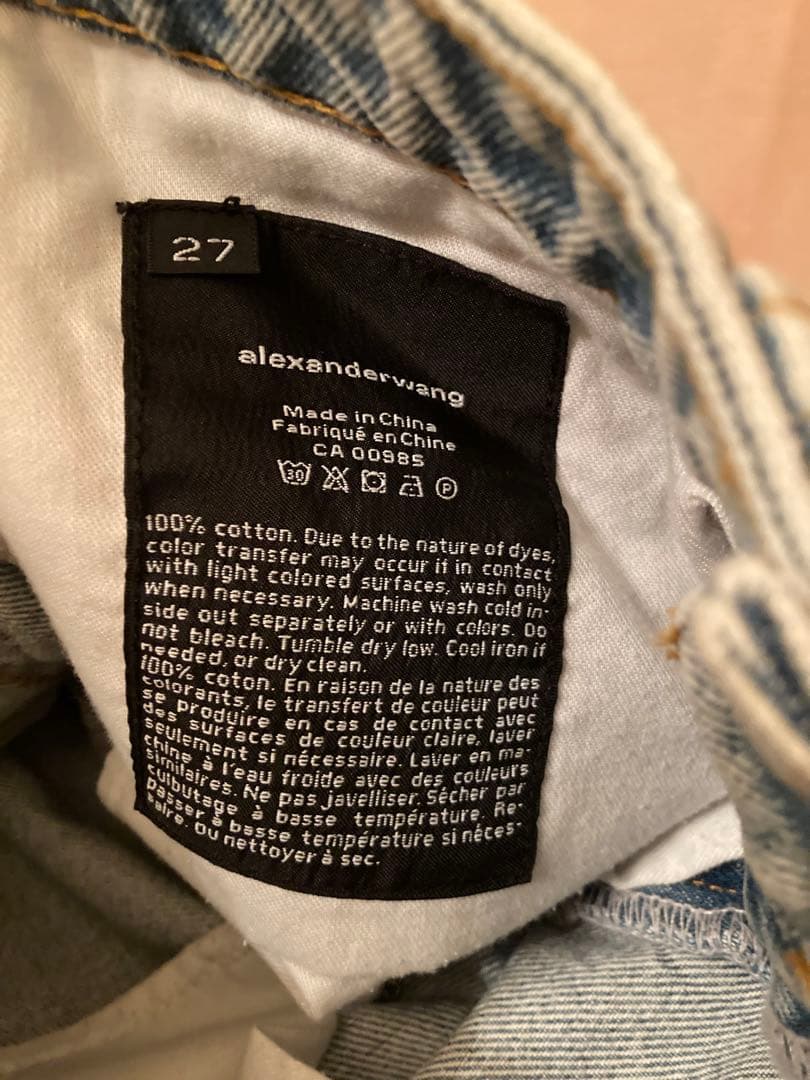 27
alexanderwang
Made in China
Fabriqué en Chine
CA 00985
30 P
100% cotton. Due to the nature of dyes,
color transfer may occur if in contact
with light colored surfaces, wash only
when necessary. Machine wash cold in-
side out separately or with colors. Do
not bleach. Tumble dry low. Cool iron if
needed, or dry clean.
100% coton. En raison de la nature des
colorants, le transfert de couleur peut
se produire en cas de contact avec
des surfaces de couleur claire, laver
seulement si nécessaire. Laver en ma-
chine à l'eau froide avec des couleurs
similaires. Ne pas javelliser. Sécher par
culbutage à basse température. Re-
passer à basse température si néces-
saire. Ou nettoyer à sec.